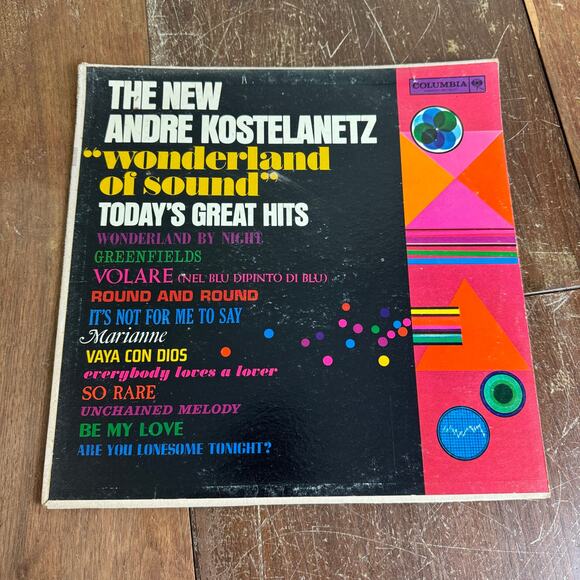 COLUMBIA
THE NEW
ANDRE KOSTELANETZ
"wonderland
of sound"
TODAY'S GREAT HITS
WONDERLAND BY NIGHT
GREENFIELDS
VOLARE (NEL BLU DIPINTO DI BLU)
ROUND AND ROUND
IT'S NOT FOR ME TO SAY
Marianne
VAYA CON DIOS
everybody loves a lover
SO RARE
UNCHAINED MELODY
BE MY LOVE
ARE YOU LONESOME TONIGHT?